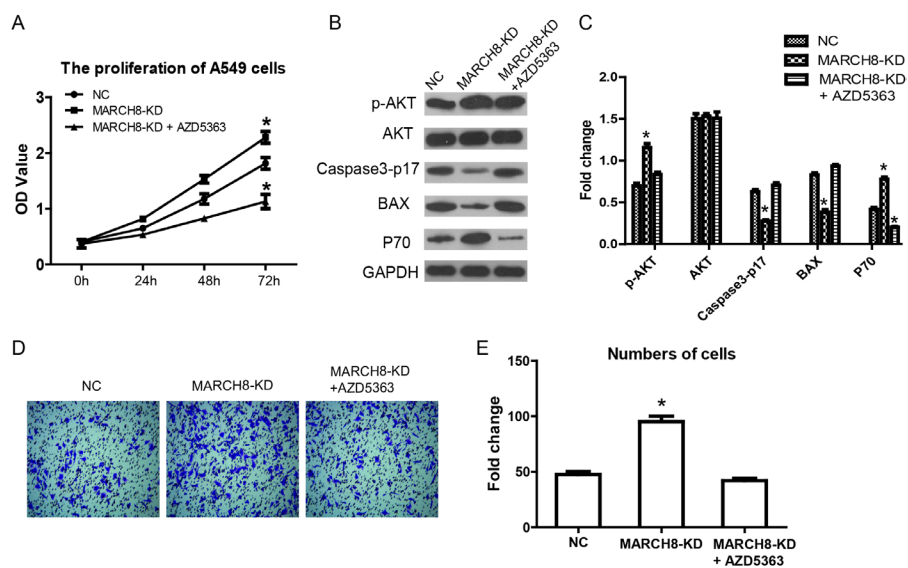 A
The proliferation of A549 cells
NC
MARCH8-KD
MARCH8-KD + AZD5363
OD Value
3
2
1
0
*
*
0h
24h
48h
72h
B
NC
MARCH8-KD
MARCH8-KD
+AZD5363
p-AKT
AKT
Caspase3-p17
BAX
P70
GAPDH
C
NC
MARCH8-KD
MARCH8-KD
+ AZD5363
Fold change
2.0
1.5
1.0
0.5
0.0
*
*
*
*
*
p-AKT
AKT
Caspase3-p17
BAX
P70
D
NC
MARCH8-KD
MARCH8-KD
+AZD5363
E
Numbers of cells
Fold change
150
100
50
0
*
NC
MARCH8-KD
MARCH8-KD
+ AZD5363